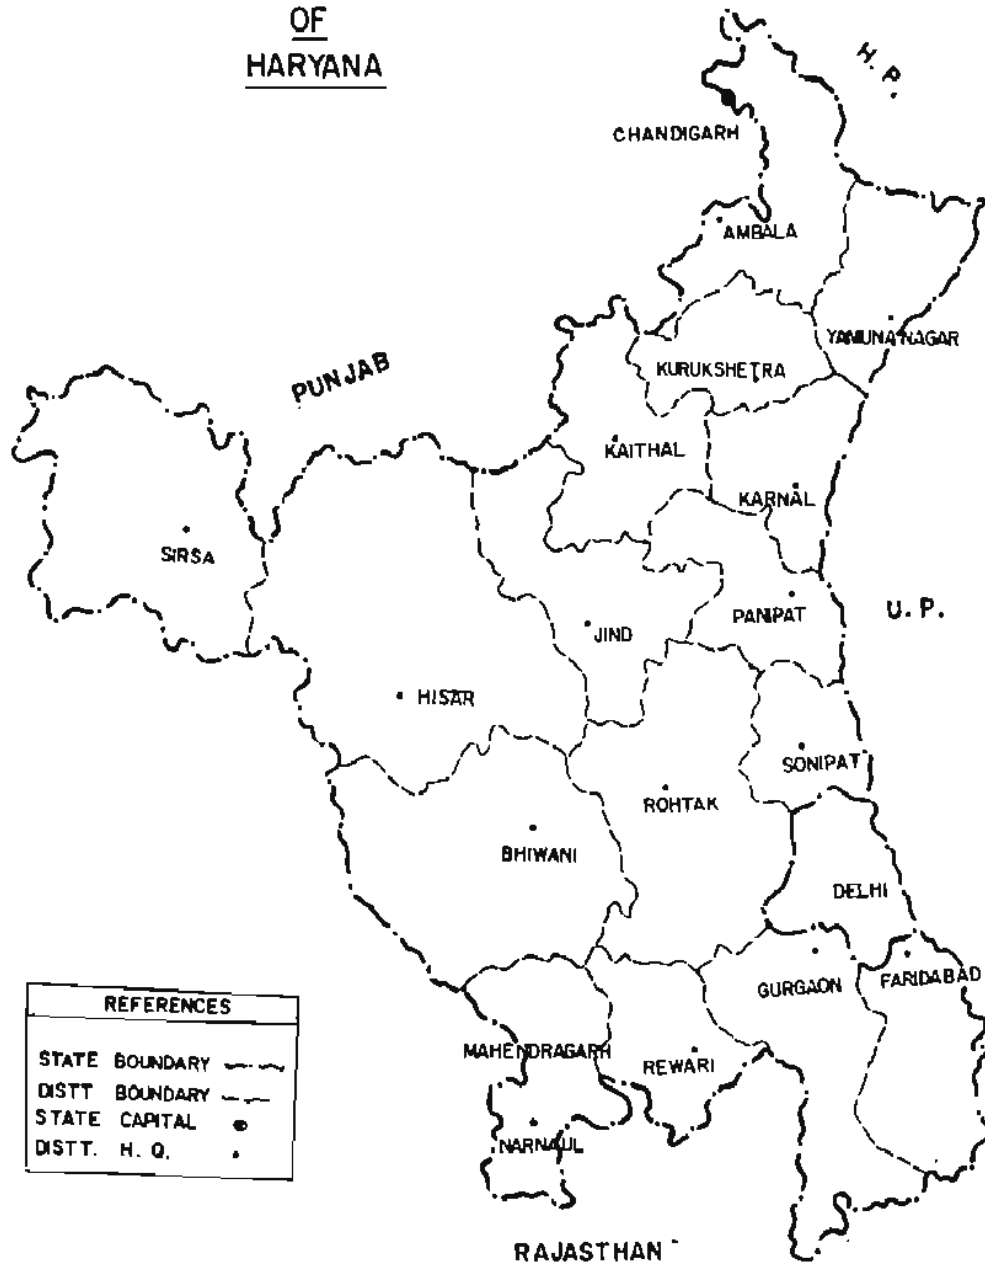 OF
HARYANA
H. P.
CHANDIGARH
AMBALA
YAMUNA NAGAR
KURUKSHETRA
PUNJAB
KAITHAL
KARNAL
SIRSA
PANIPAT
U. P.
JIND
HISAR
SONIPAT
ROHTAK
BHIWANI
DELHI
GURGAON
FARIDABAD
MAHENDRAGARH
REWARI
NARNAUL
RAJASTHAN
REFERENCES
STATE BOUNDARY
DISTT BOUNDARY
STATE CAPITAL
DISTT. H. Q.